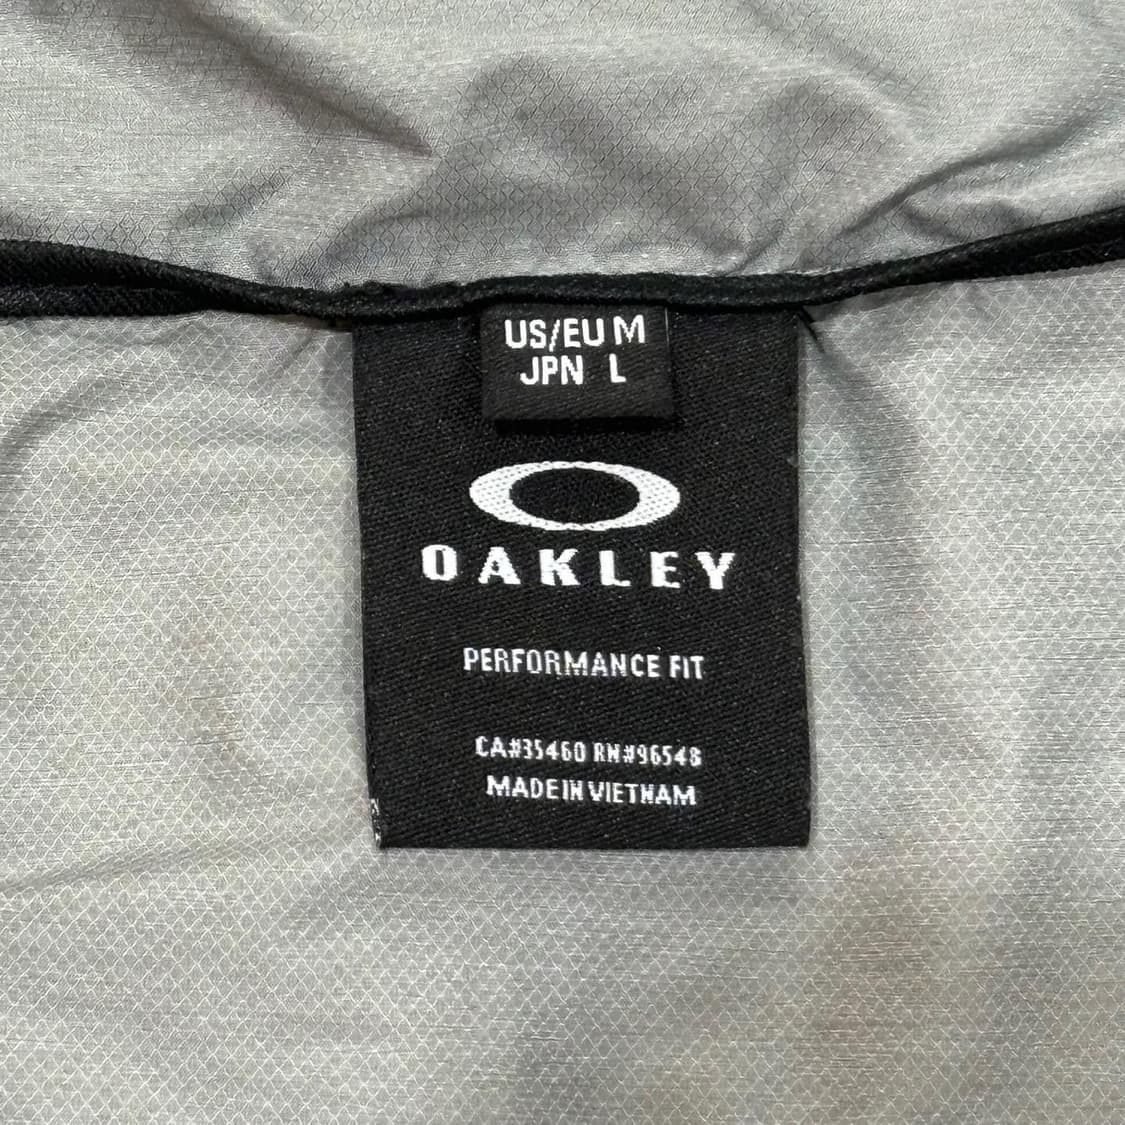 US/EU M
JPN L
OAKLEY
PERFORMANCE FIT
CA#35460 RN#96548
MADE IN VIETNAM